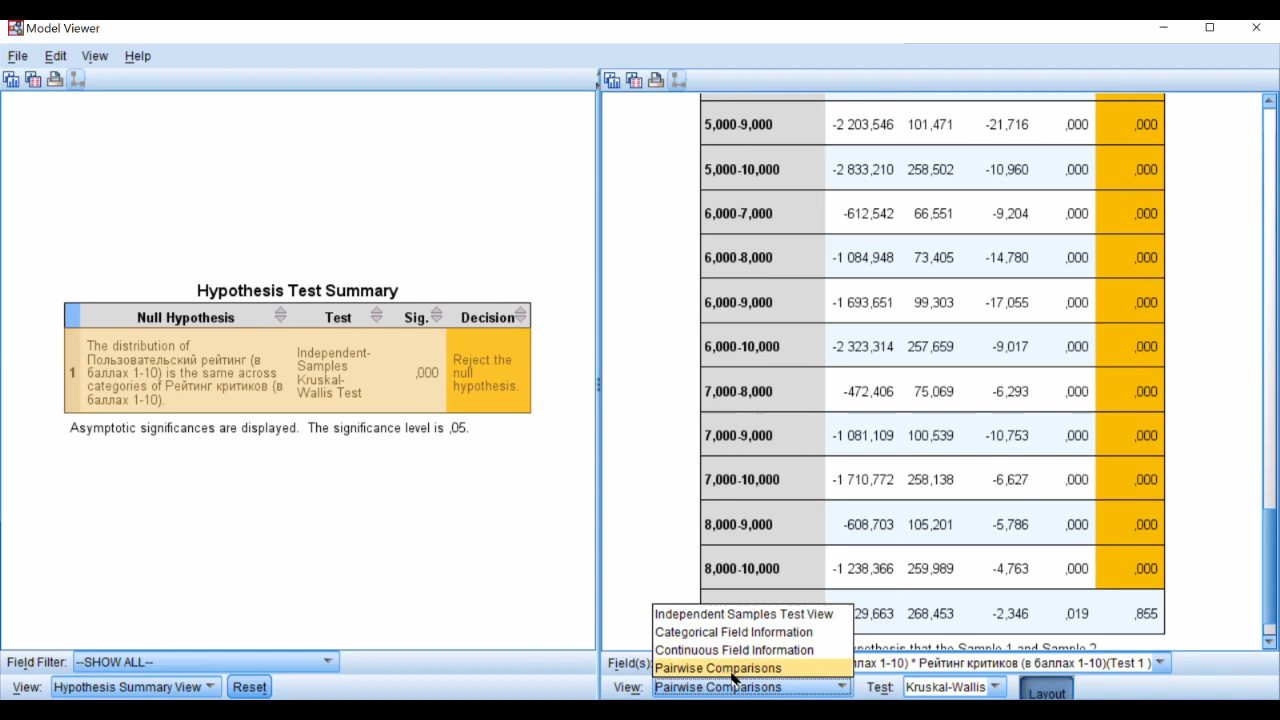 Model Viewer
File Edit View Help
Hypothesis Test Summary
Null Hypothesis Test Sig. Decision
1
The distribution of
Пользовательский рейтинг (в
баллах 1-10) is the same across
categories of Рейтинг критиков (в
баллах 1-10).
Independent-
Samples
Kruskal-
Wallis Test
,000
Reject the
null
hypothesis.
Asymptotic significances are displayed. The significance level is ,05.
Field Filter: --SHOW ALL--
View: Hypothesis Summary View Reset
5,000-9,000 -2 203,546 101,471 -21,716 ,000 ,000
5,000-10,000 -2 833,210 258,502 -10,960 ,000 ,000
6,000-7,000 -612,542 66,551 -9,204 ,000 ,000
6,000-8,000 -1 084,948 73,405 -14,780 ,000 ,000
6,000-9,000 -1 693,651 99,303 -17,055 ,000 ,000
6,000-10,000 -2 323,314 257,659 -9,017 ,000 ,000
7,000-8,000 -472,406 75,069 -6,293 ,000 ,000
7,000-9,000 -1 081,109 100,539 -10,753 ,000 ,000
7,000-10,000 -1 710,772 258,138 -6,627 ,000 ,000
8,000-9,000 -608,703 105,201 -5,786 ,000 ,000
8,000-10,000 -1 238,366 259,989 -4,763 ,000 ,000
29,663 268,453 -2,346 ,019 ,855
Independent Samples Test View
Categorical Field Information
Continuous Field Information
Pairwise Comparisons
that the Sample 1 and Sample 2
Field(s): 1-10) * Рейтинг критиков (в баллах 1-10)(Test 1 )
View: Pairwise Comparisons Test: Kruskal-Wallis Layout